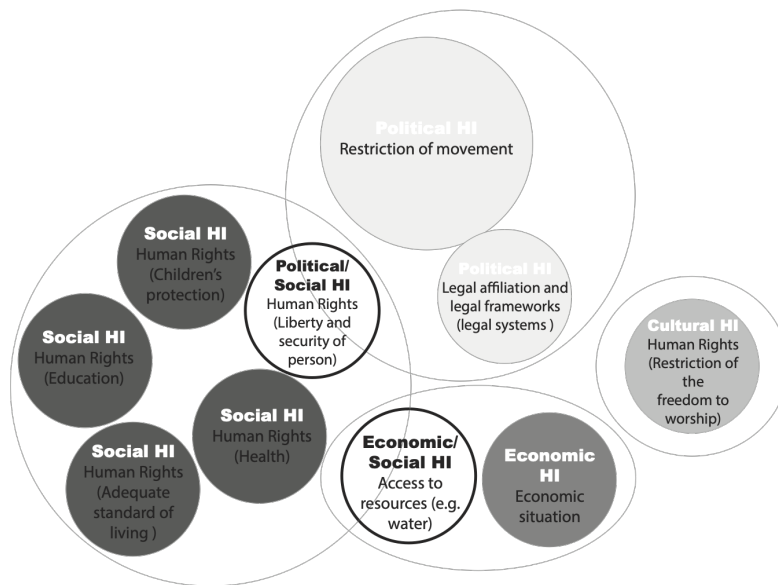 Political HI
Restriction of movement
Social HI
Human Rights
(Children's
protection)
Political/
Social HI
Human Rights
(Liberty and
security of
person)
Political HI
Legal affiliation and
legal frameworks
(legal systems )
Cultural HI
Human Rights
(Restriction of
the
freedom to
worship)
Social HI
Human Rights
(Education)
Social HI
Human Rights
(Health)
Social HI
Human Rights
(Adequate
standard of
living )
Economic/
Social HI
Access to
resources (e.g.
water)
Economic
HI
Economic
situation